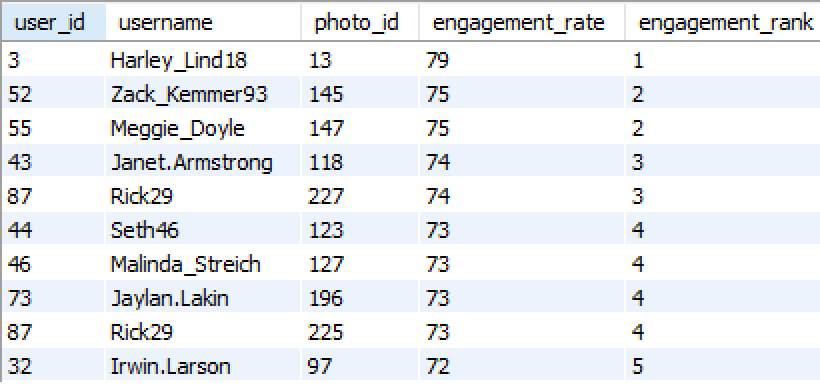 user_id username photo_id engagement_rate engagement_rank
3 Harley_Lind18 13 79 1
52 Zack_Kemmer93 145 75 2
55 Meggie_Doyle 147 75 2
43 Janet.Armstrong 118 74 3
87 Rick29 227 74 3
44 Seth46 123 73 4
46 Malinda_Streich 127 73 4
73 Jaylan.Lakin 196 73 4
87 Rick29 225 73 4
32 Irwin.Larson 97 72 5